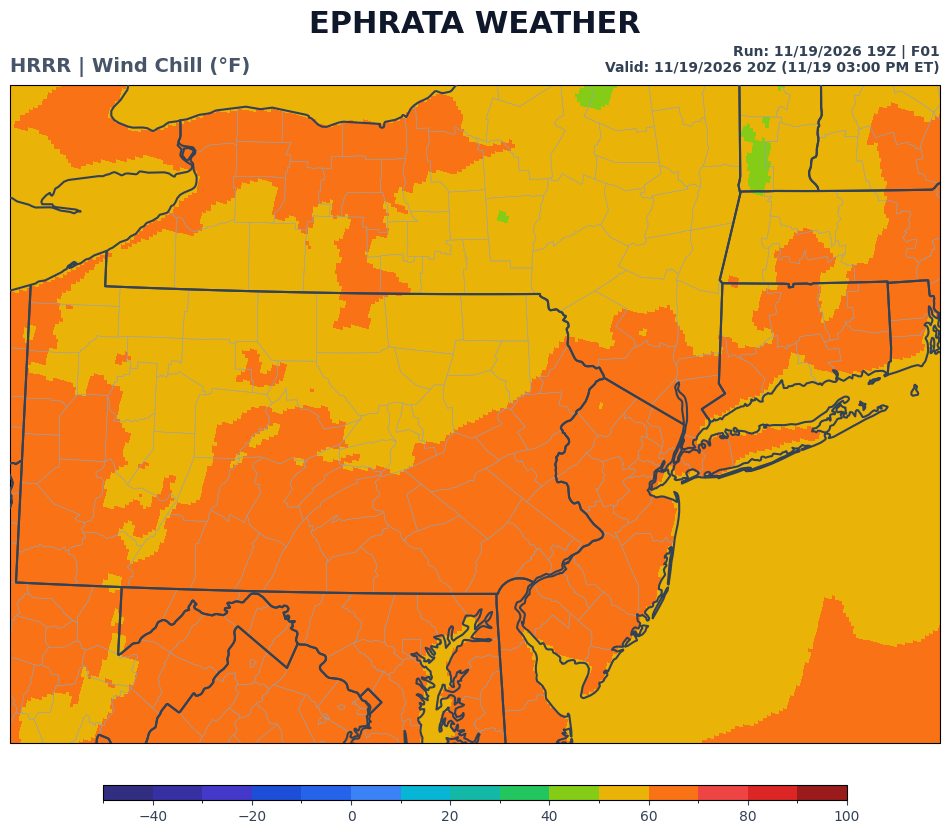 EPHRATA WEATHER
HRRR | Wind Chill (°F)
Run: 11/19/2026 19Z | F01
Valid: 11/19/2026 20Z (11/19 03:00 PM ET)
−40 −20 0 20 40 60 80 100